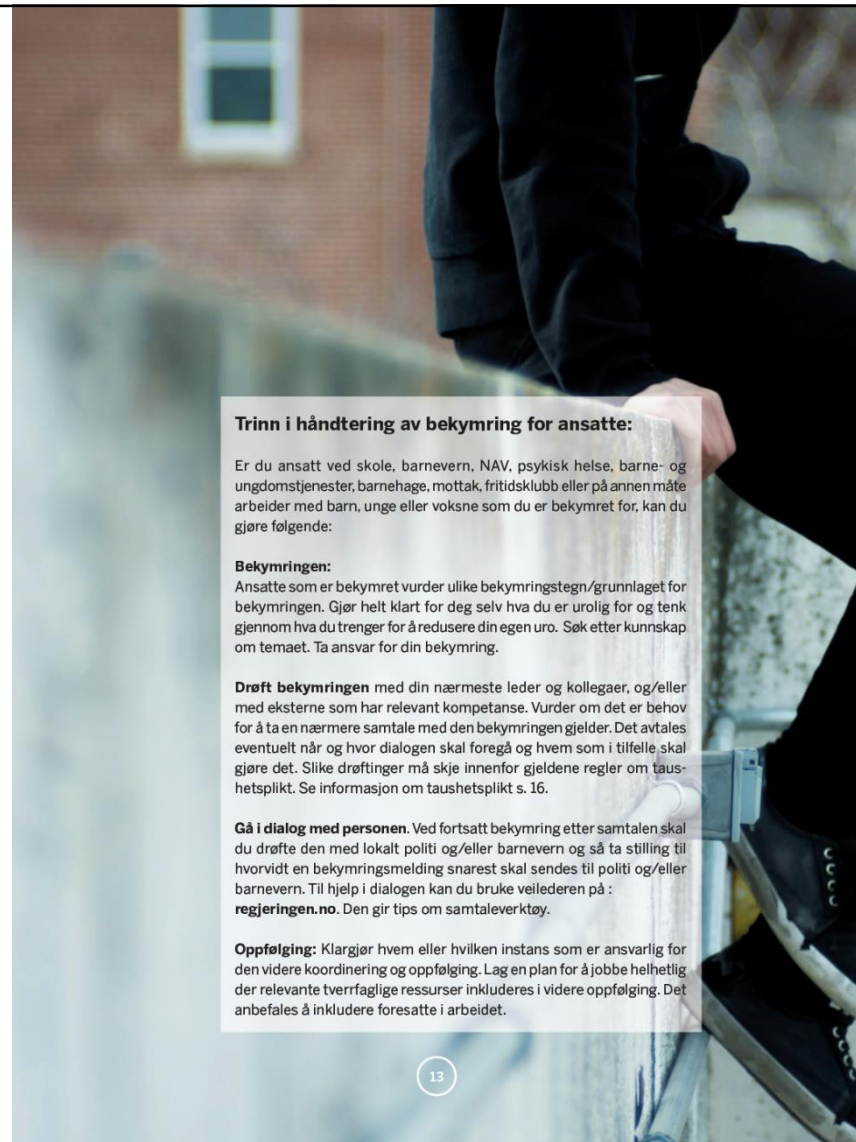 Trinn i håndtering av bekymring for ansatte:
Er du ansatt ved skole, barnevern, NAV, psykisk helse, barne- og
ungdomstjenester, barnehage, mottak, fritidsklubb eller på annen måte
arbeider med barn, unge eller voksne som du er bekymret for, kan du
gjøre følgende:
Bekymringen:
Ansatte som er bekymret vurder ulike bekymringstegn/grunnlaget for
bekymringen. Gjør helt klart for deg selv hva du er urolig for og tenk
gjennom hva du trenger for å redusere din egen uro. Søk etter kunnskap
om temaet. Ta ansvar for din bekymring.
Drøft bekymringen med din nærmeste leder og kollegaer, og/eller
med eksterne som har relevant kompetanse. Vurder om det er behov
for å ta en nærmere samtale med den bekymringen gjelder. Det avtales
eventuelt når og hvor dialogen skal foregå og hvem som i tilfelle skal
gjøre det. Slike drøftinger må skje innenfor gjeldene regler om taus-
hetsplikt. Se informasjon om taushetsplikt s. 16.
Gå i dialog med personen. Ved fortsatt bekymring etter samtalen skal
du drøfte den med lokalt politi og/eller barnevern og så ta stilling til
hvorvidt en bekymringsmelding snarest skal sendes til politi og/eller
barnevern. Til hjelp i dialogen kan du bruke veilederen på :
regjeringen.no. Den gir tips om samtaleverktøy.
Oppfølging: Klargjør hvem eller hvilken instans som er ansvarlig for
den videre koordinering og oppfølging. Lag en plan for å jobbe helhetlig
der relevante tverrfaglige ressurser inkluderes i videre oppfølging. Det
anbefales å inkludere foresatte i arbeidet.
13